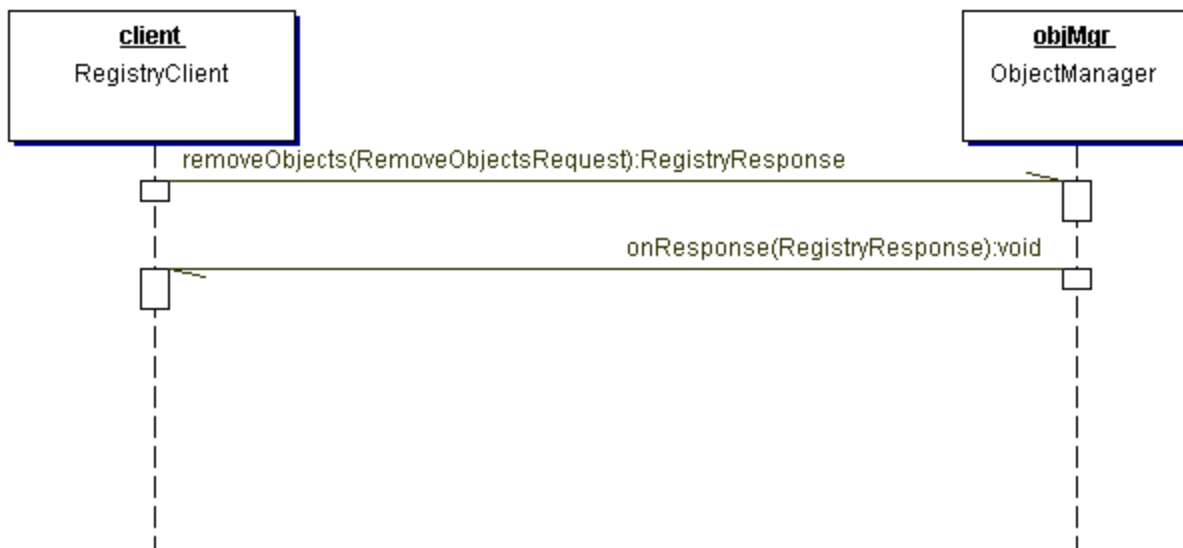 client
RegistryClient
objMgr
ObjectManager
removeObjects(RemoveObjectsRequest):RegistryResponse
onResponse(RegistryResponse):void